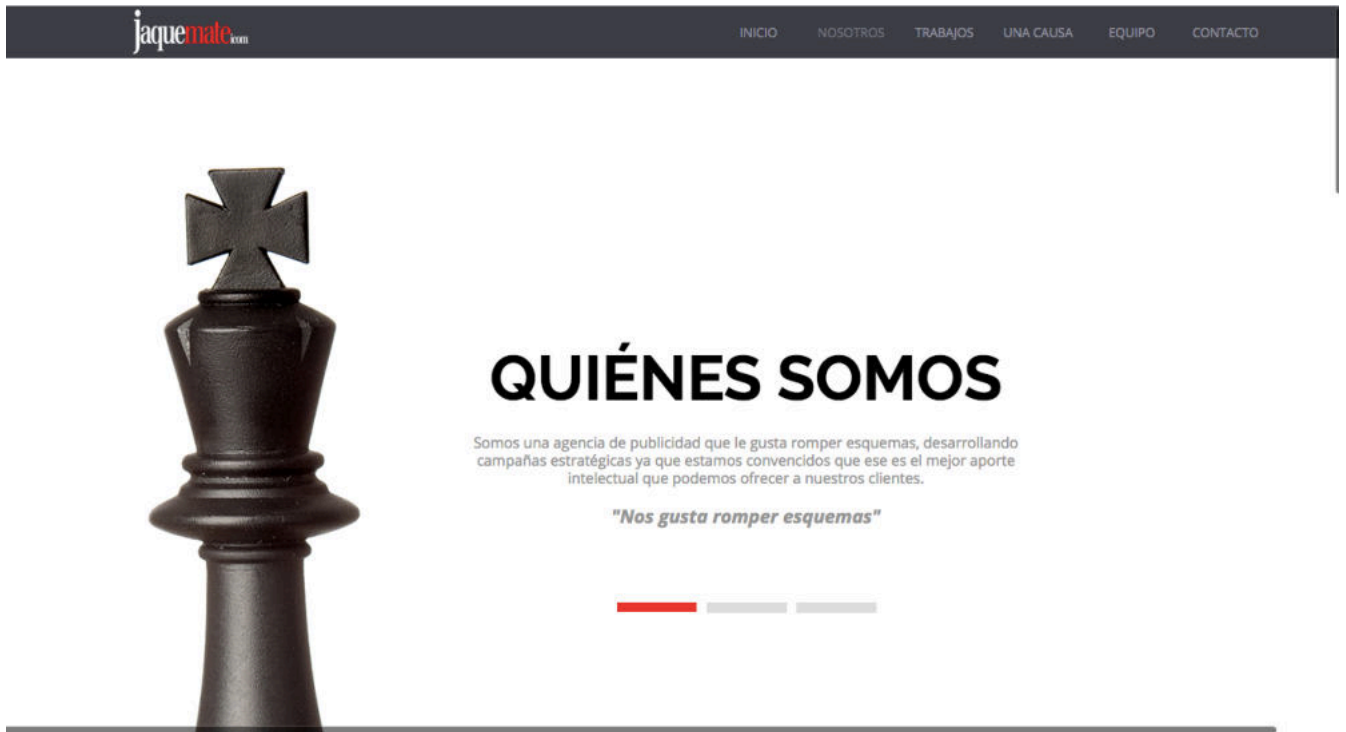 jaquemateicom
INICIO NOSOTROS TRABAJOS UNA CAUSA EQUIPO CONTACTO
QUIÉNES SOMOS
Somos una agencia de publicidad que le gusta romper esquemas, desarrollando
campañas estratégicas ya que estamos convencidos que ese es el mejor aporte
intelectual que podemos ofrecer a nuestros clientes.
"Nos gusta romper esquemas"